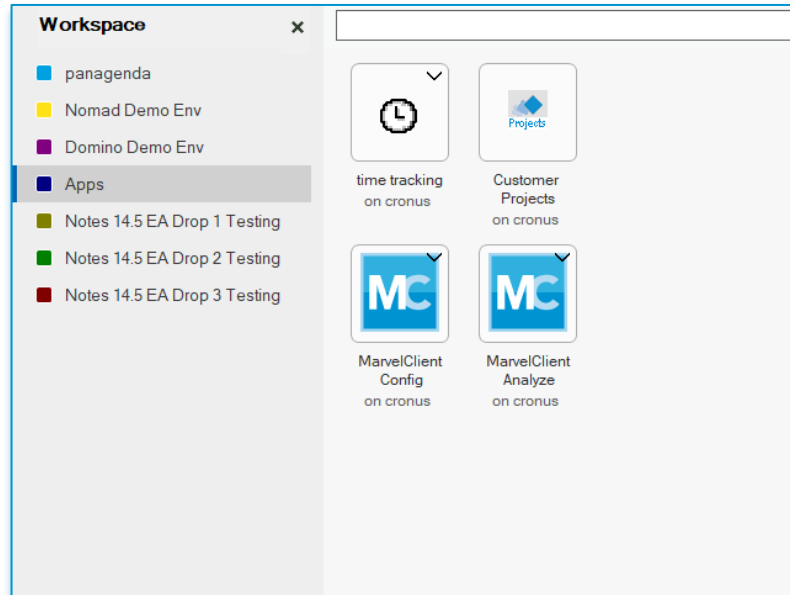 Workspace
×
panagenda
Nomad Demo Env
Domino Demo Env
Apps
Notes 14.5 EA Drop 1 Testing
Notes 14.5 EA Drop 2 Testing
Notes 14.5 EA Drop 3 Testing
Projects
time tracking
on cronus
Customer
Projects
on cronus
MC
MC
MarvelClient
Config
on cronus
MarvelClient
Analyze
on cronus